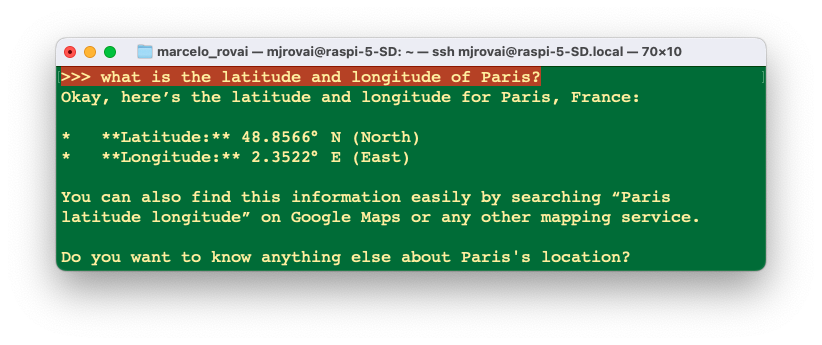 marcelo_rovai — mjrovai@raspi-5-SD: ~ — ssh mjrovai@raspi-5-SD.local — 70×10
>>> what is the latitude and longitude of Paris?
Okay, here’s the latitude and longitude for Paris, France:
*   **Latitude:** 48.8566° N (North)
*   **Longitude:** 2.3522° E (East)
You can also find this information easily by searching “Paris
latitude longitude” on Google Maps or any other mapping service.
Do you want to know anything else about Paris's location?